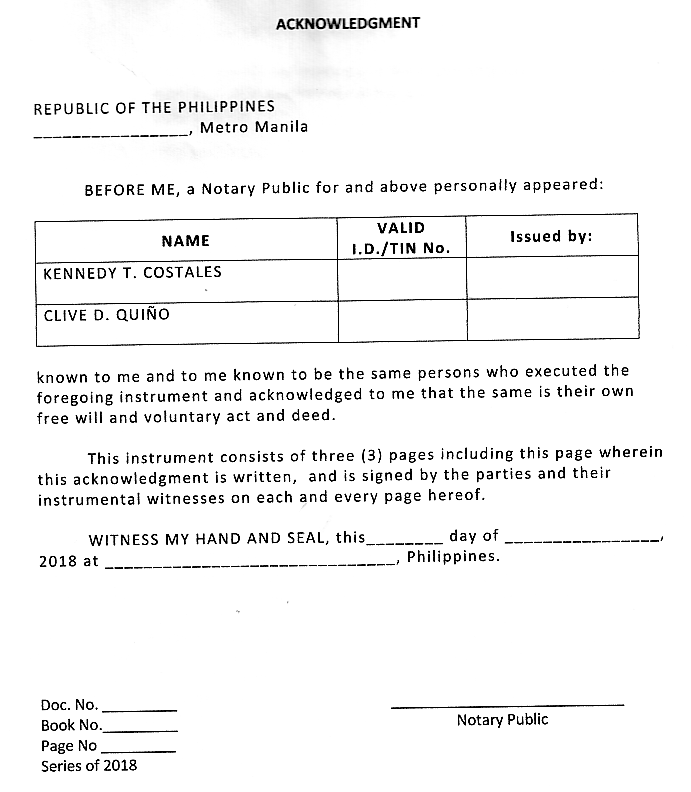 ACKNOWLEDGMENT
REPUBLIC OF THE PHILIPPINES
________________, Metro Manila
BEFORE ME, a Notary Public for and above personally appeared:
NAME VALID I.D./TIN No. Issued by:
KENNEDY T. COSTALES
CLIVE D. QUIÑO
known to me and to me known to be the same persons who executed the
foregoing instrument and acknowledged to me that the same is their own
free will and voluntary act and deed.
This instrument consists of three (3) pages including this page wherein
this acknowledgment is written, and is signed by the parties and their
instrumental witnesses on each and every page hereof.
WITNESS MY HAND AND SEAL, this________ day of ________________,
2018 at ______________________________, Philippines.
Doc. No. _________
Book No._________
Page No _________
Series of 2018
Notary Public